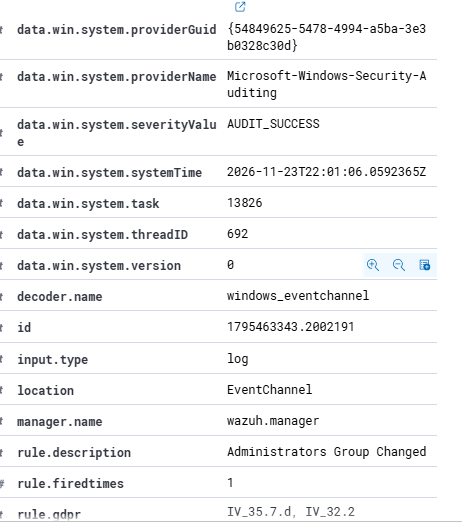 t data.win.system.providerGuid {54849625-5478-4994-a5ba-3e3
b0328c30d}
t data.win.system.providerName Microsoft-Windows-Security-A
uditing
t data.win.system.severityValu AUDIT_SUCCESS
e
t data.win.system.systemTime 2026-11-23T22:01:06.0592365Z
t data.win.system.task 13826
t data.win.system.threadID 692
t data.win.system.version 0
t decoder.name windows_eventchannel
t id 1795463343.2002191
t input.type log
t location EventChannel
t manager.name wazuh.manager
t rule.description Administrators Group Changed
# rule.firedtimes 1
t rule.gdpr IV_35.7.d, IV_32.2